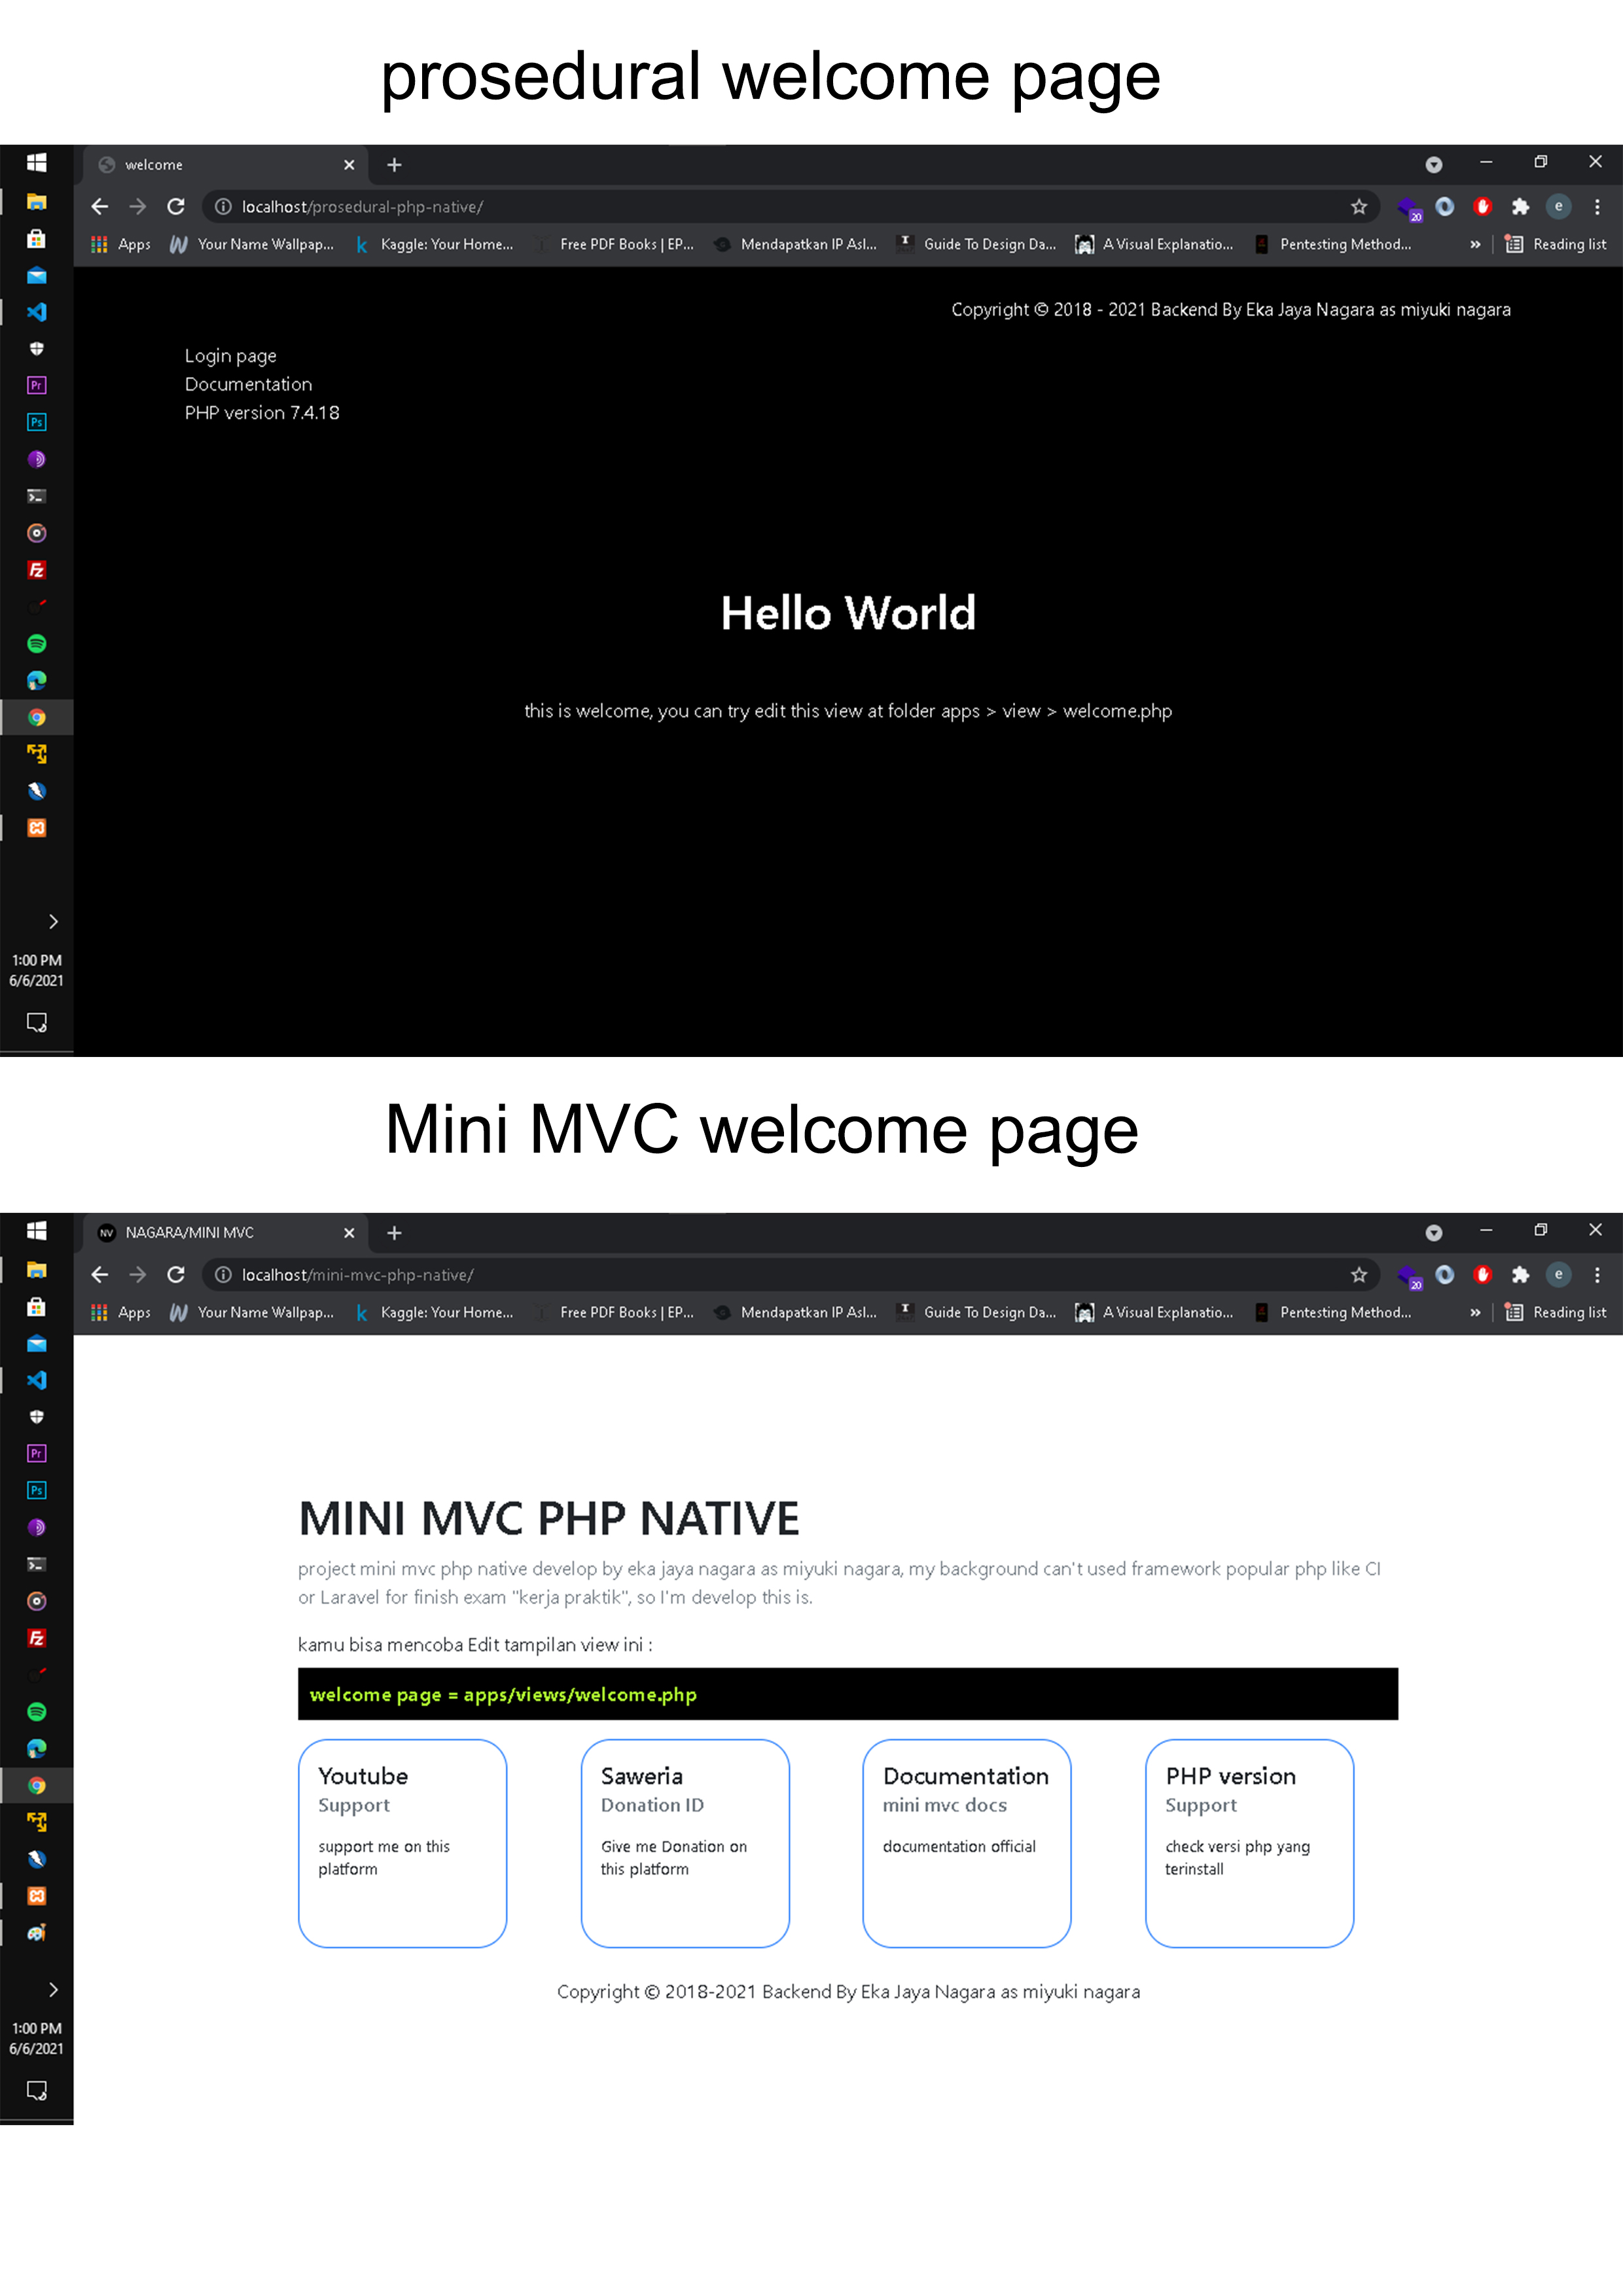 prosedural welcome page
welcome
localhost/prosedural-php-native/
20
e
Apps
Your Name Wallpap...
Kaggle: Your Home...
Free PDF Books | EP...
Mendapatkan IP Asl...
Guide To Design Da...
A Visual Explanatio...
Pentesting Method...
Reading list
Copyright © 2018 - 2021 Backend By Eka Jaya Nagara as miyuki nagara
Login page
Documentation
PHP version 7.4.18
Pr
Ps
Fz
Hello World
this is welcome, you can try edit this view at folder apps > view > welcome.php
1:00 PM
6/6/2021
Mini MVC welcome page
NV NAGARA/MINI MVC
localhost/mini-mvc-php-native/
20
e
Apps
Your Name Wallpap...
Kaggle: Your Home...
Free PDF Books | EP...
Mendapatkan IP Asl...
Guide To Design Da...
A Visual Explanatio...
Pentesting Method...
Reading list
Pr
Ps
Fz
MINI MVC PHP NATIVE
project mini mvc php native develop by eka jaya nagara as miyuki nagara, my background can't used framework popular php like CI
or Laravel for finish exam "kerja praktik", so I'm develop this is.
kamu bisa mencoba Edit tampilan view ini :
welcome page = apps/views/welcome.php
Youtube
Support
support me on this
platform
Saweria
Donation ID
Give me Donation on
this platform
Documentation
mini mvc docs
documentation official
PHP version
Support
check versi php yang
terinstall
Copyright © 2018-2021 Backend By Eka Jaya Nagara as miyuki nagara
1:00 PM
6/6/2021